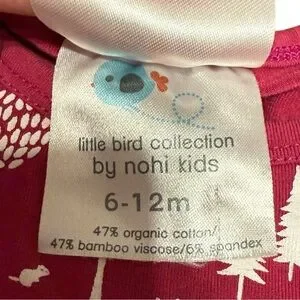 little bird collection
by nohi kids
6-12m
47% organic cotton/
47% bamboo viscose/6% spandex